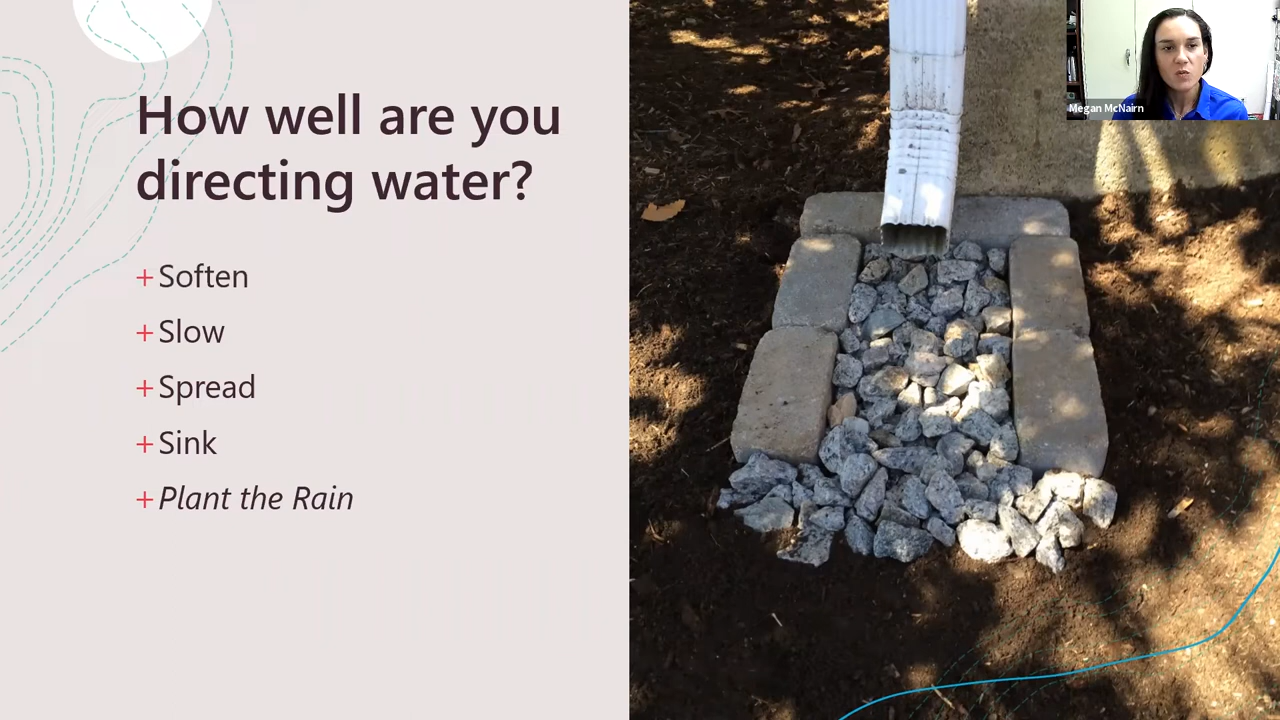 How well are you
directing water?
+Soften
+Slow
+Spread
+Sink
+Plant the Rain
Megan McNairn